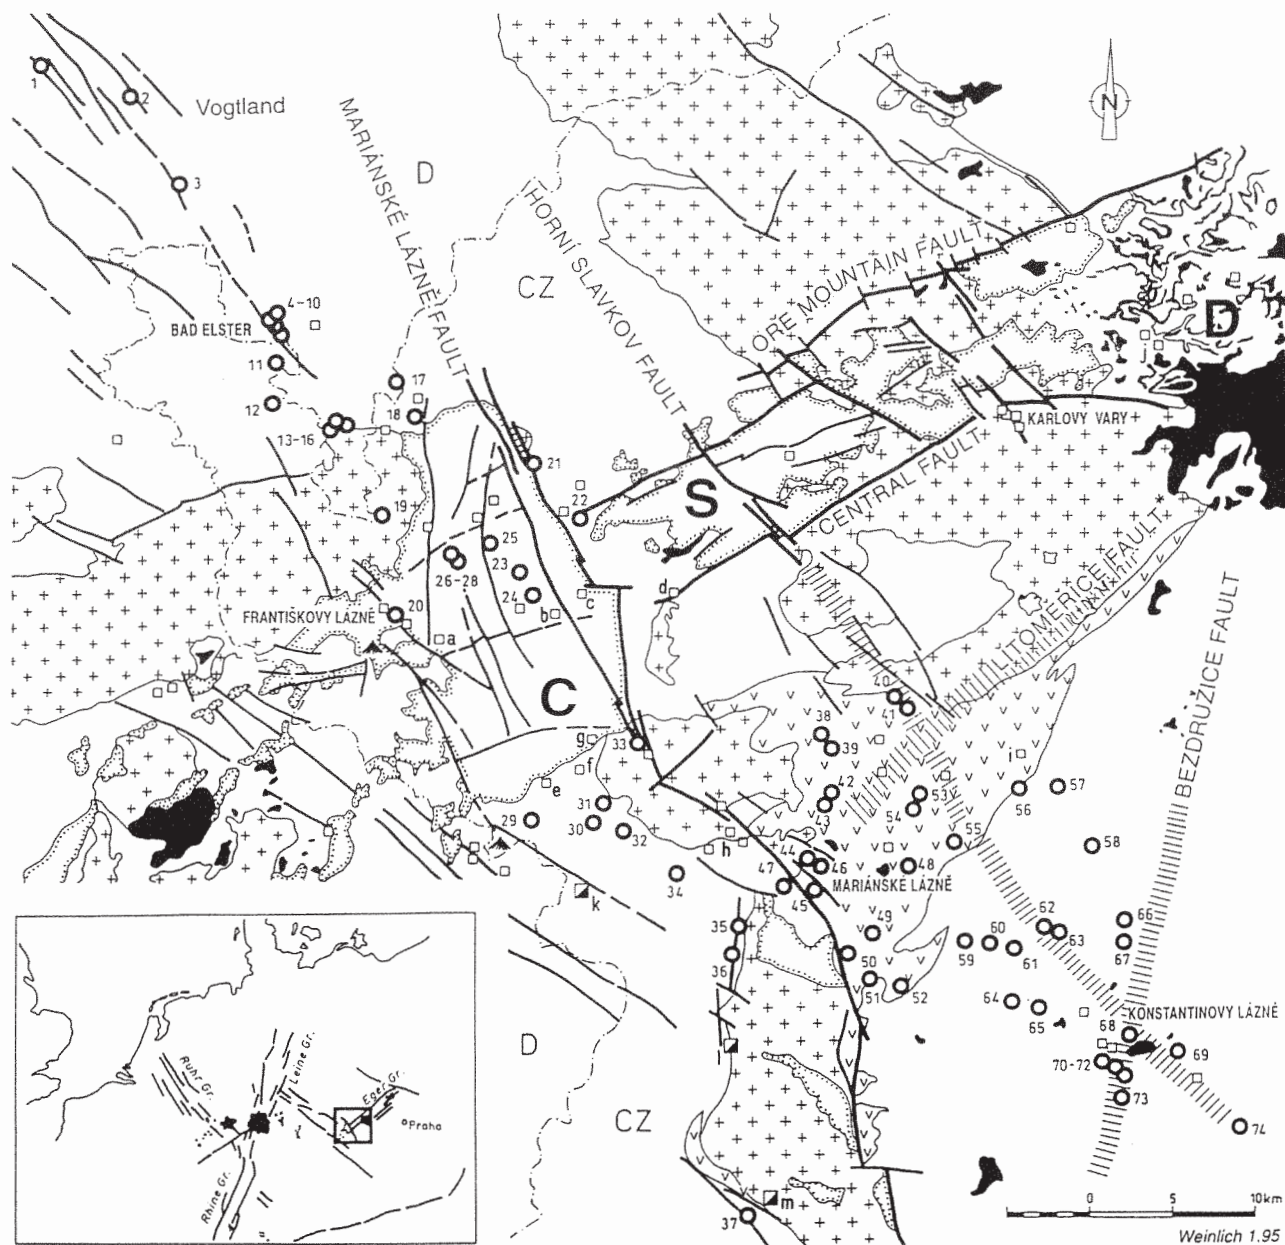 1
2
Vogtland
MARIÁNSKÉ LÁZNĚ FAULT
D
HORNÍ SLAVKOV FAULT
N
3
CZ
ORE MOUNTAIN FAULT
D
4-10
BAD ELSTER
11
j
12
17
18
13-16
KARLOVY VARY
CENTRAL FAULT
21
22
S
19
25
23
26-28
24
b
c
d
LITOMĚŘICE FAULT
FRANTIŠKOVY LÁZNĚ
20
a
BEZDRUŽICE FAULT
C
40
41
38
39
g
33
f
i
e
42
43
53
54
56
57
31
29
30
32
h
55
58
44
46
47
48
34
45
MARIÁNSKÉ LÁZNĚ
k
35
49
62
63
66
36
50
59
60
61
67
51
52
64
65
KONSTANTINOVY LÁZNĚ
68
69
D
l
70-72
73
74
CZ
m
37
Ruhr Gr.
Leine Gr.
Eger Gr.
Praha
Rhine Gr.
0 5 10km
Weinlich 1.95